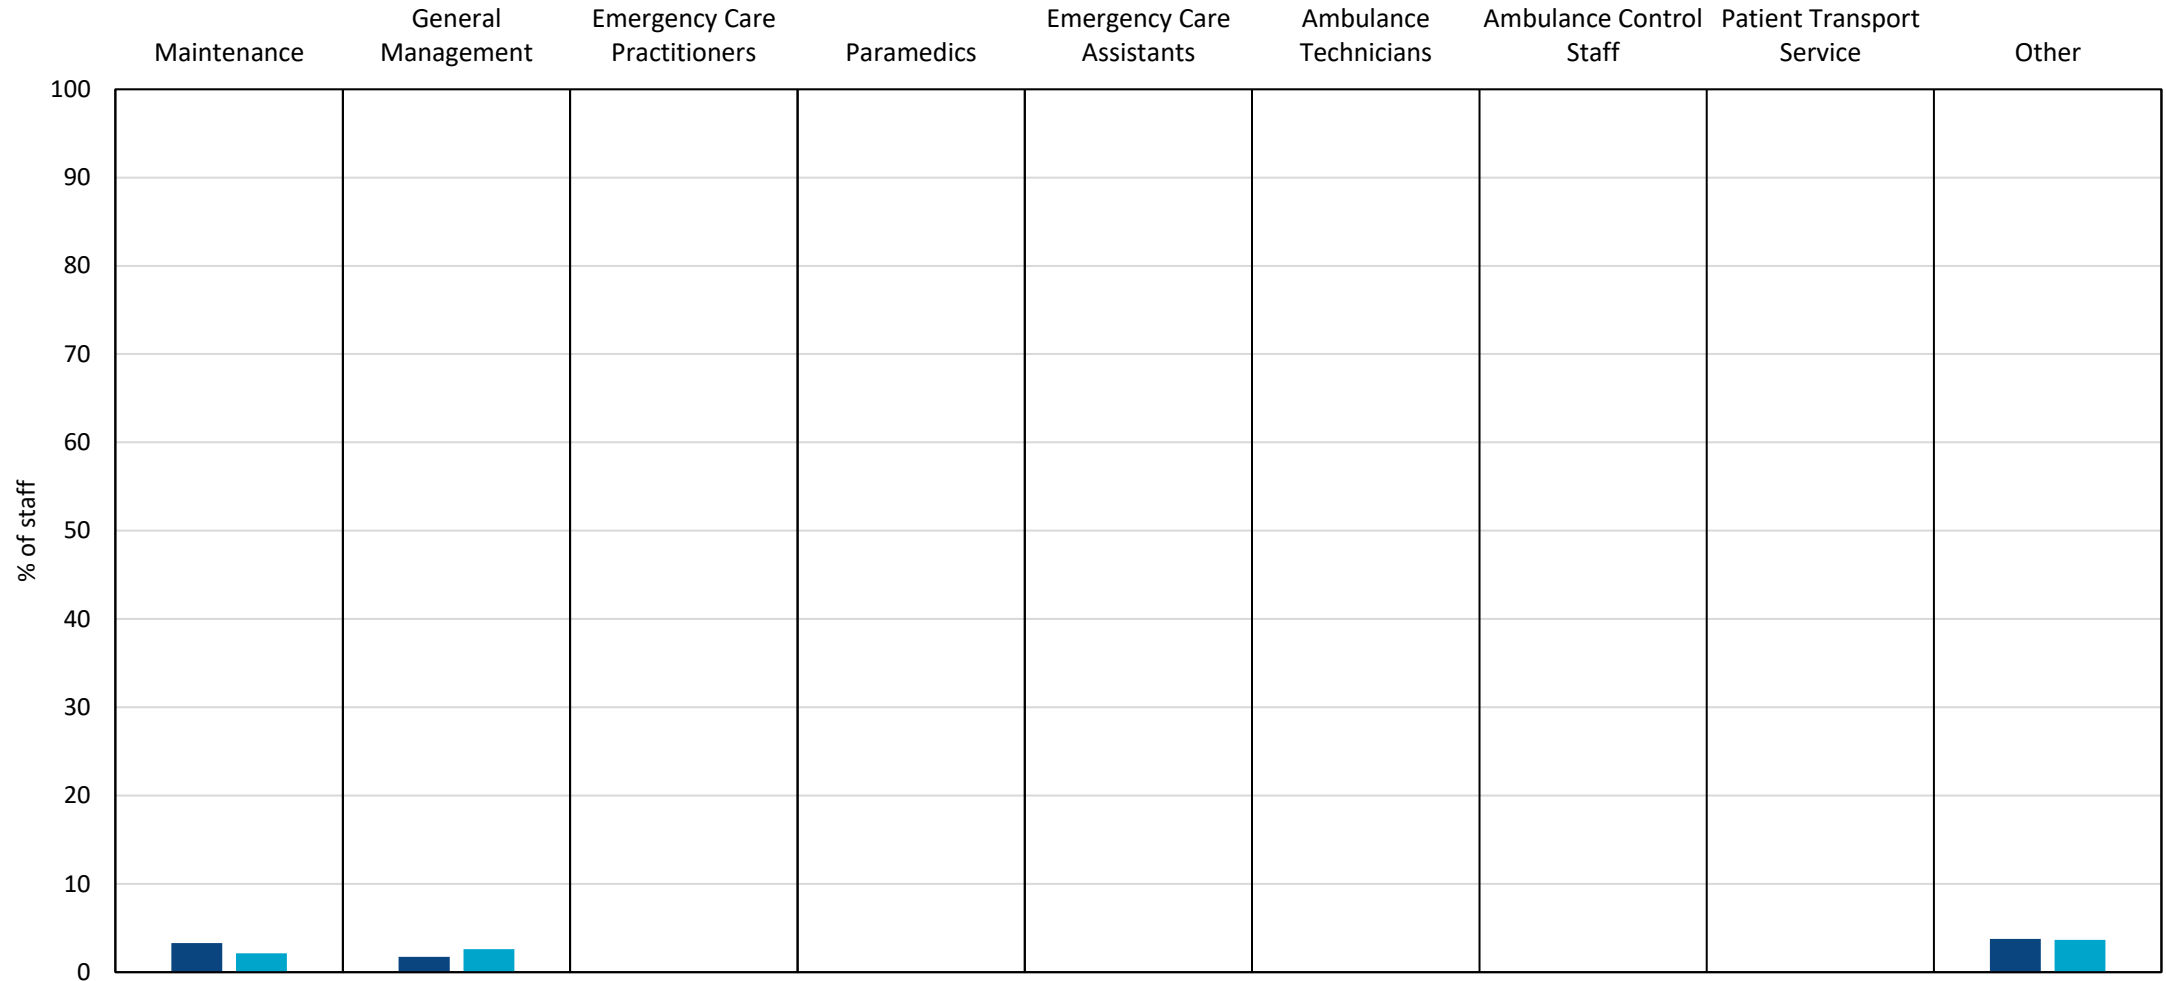 Maintenance
General
Management
Emergency Care
Practitioners
Paramedics
Emergency Care
Assistants
Ambulance
Technicians
Ambulance Control
Staff
Patient Transport
Service
Other
100
90
80
70
60
50
40
30
20
10
0
% of staff